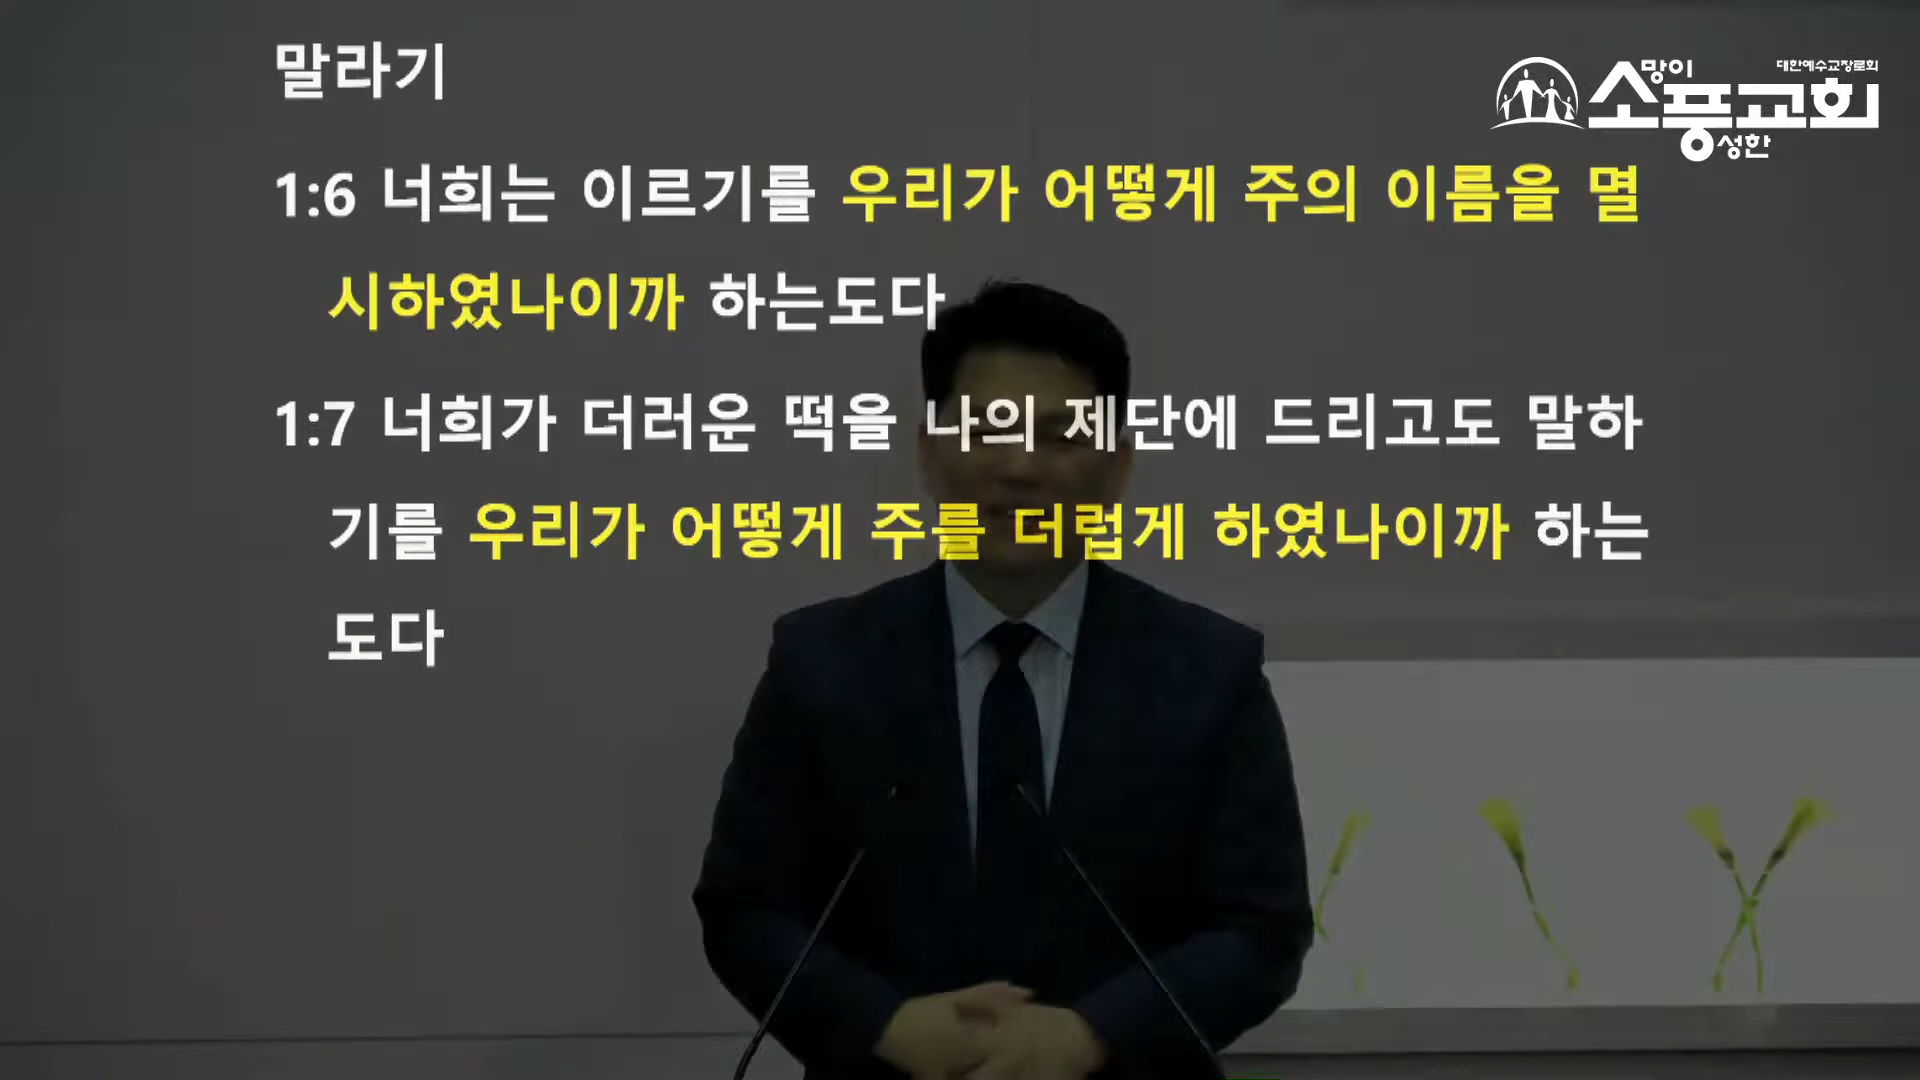 말라기
1:6 너희는 이르기를 우리가 어떻게 주의 이름을 멸
시하였나이까 하는도다
1:7 너희가 더러운 떡을 나의 제단에 드리고도 말하
기를 우리가 어떻게 주를 더럽게 하였나이까 하는
도다
대한예수교장로회
소망이
풍성한
교회